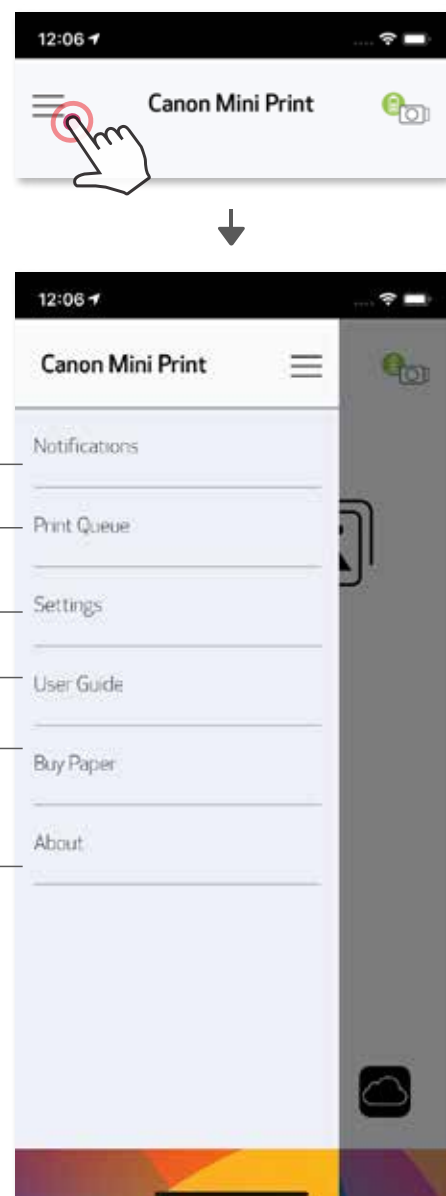 12:06
Canon Mini Print
12:06
Canon Mini Print
Notifications
Print Queue
Settings
User Guide
Buy Paper
About